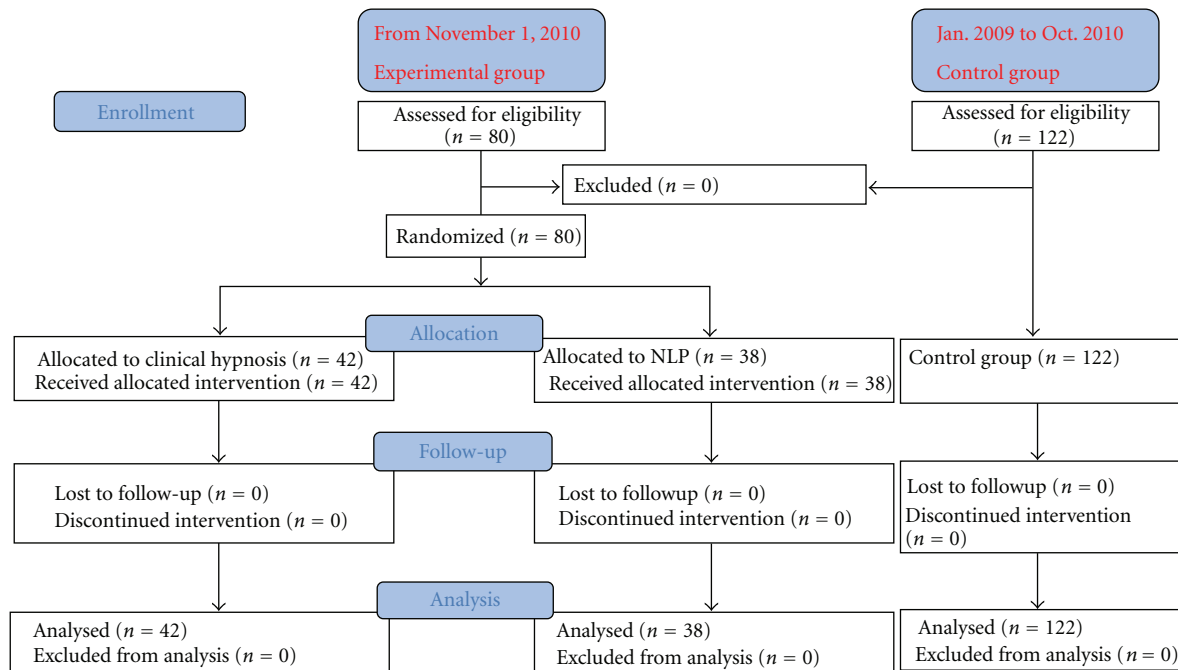 From November 1, 2010
Experimental group
Jan. 2009 to Oct. 2010
Control group
Enrollment
Assessed for eligibility
(n = 80)
Assessed for eligibility
(n = 122)
Excluded (n = 0)
Randomized (n = 80)
Allocation
Allocated to clinical hypnosis (n = 42)
Received allocated intervention (n = 42)
Allocated to NLP (n = 38)
Received allocated intervention (n = 38)
Control group (n = 122)
Follow-up
Lost to follow-up (n = 0)
Discontinued intervention (n = 0)
Lost to followup (n = 0)
Discontinued intervention (n = 0)
Lost to followup (n = 0)
Discontinued intervention
(n = 0)
Analysis
Analysed (n = 42)
Excluded from analysis (n = 0)
Analysed (n = 38)
Excluded from analysis (n = 0)
Analysed (n = 122)
Excluded from analysis (n = 0)